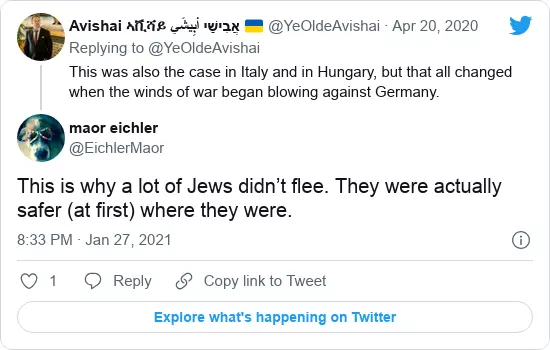 Avishai አቪሻይ أَبِيشَي אֲבִישַׁי 🇺🇦 @YeOldeAvishai · Apr 20, 2020
Replying to @YeOldeAvishai
This was also the case in Italy and in Hungary, but that all changed
when the winds of war began blowing against Germany.
maor eichler
@EichlerMaor
This is why a lot of Jews didn’t flee. They were actually
safer (at first) where they were.
8:33 PM · Jan 27, 2021
1 Reply Copy link to Tweet
Explore what's happening on Twitter